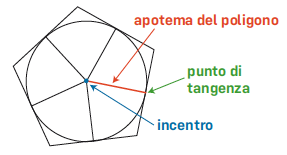 apotema del poligono
punto di
tangenza
incentro